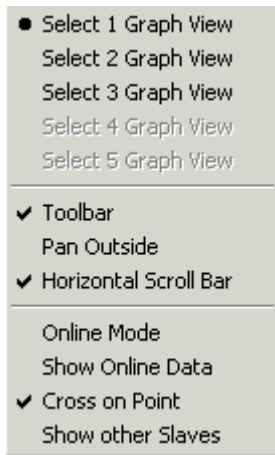 Select 1 Graph View
Select 2 Graph View
Select 3 Graph View
Select 4 Graph View
Select 5 Graph View
Toolbar
Pan Outside
Horizontal Scroll Bar
Online Mode
Show Online Data
Cross on Point
Show other Slaves